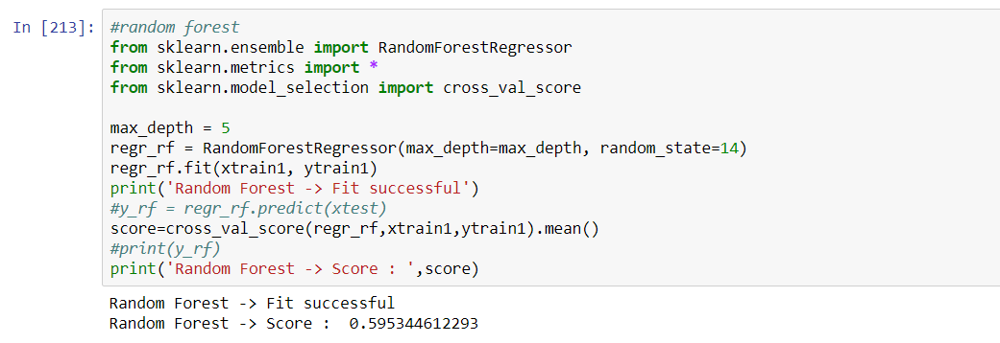 In [213]: #random forest
from sklearn.ensemble import RandomForestRegressor
from sklearn.metrics import *
from sklearn.model_selection import cross_val_score

max_depth = 5
regr_rf = RandomForestRegressor(max_depth=max_depth, random_state=14)
regr_rf.fit(xtrain1, ytrain1)
print('Random Forest -> Fit successful')
#y_rf = regr_rf.predict(xtest)
score=cross_val_score(regr_rf,xtrain1,ytrain1).mean()
#print(y_rf)
print('Random Forest -> Score : ',score)
Random Forest -> Fit successful
Random Forest -> Score :  0.595344612293